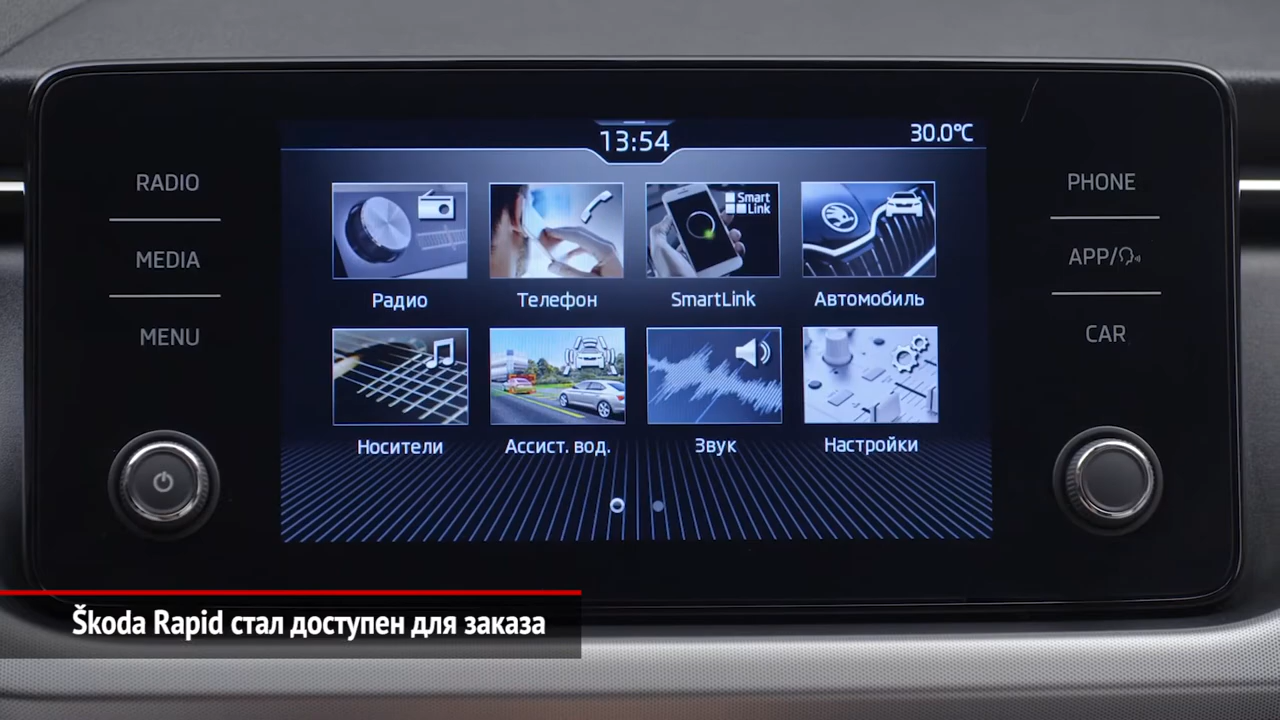 13:54
30.0°C
RADIO
MEDIA
MENU
PHONE
APP/
CAR
Smart
Link
Радио
Телефон
SmartLink
Автомобиль
Носители
Ассист. вод.
Звук
Настройки
Škoda Rapid стал доступен для заказа